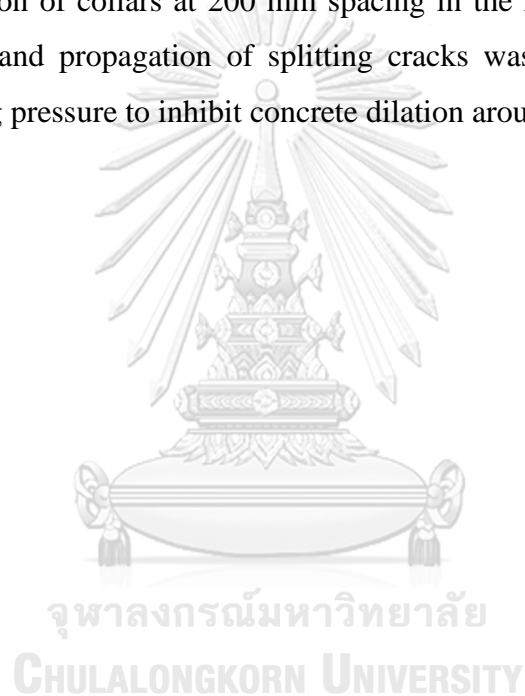 ion of collars at 200 mm spacing in the
and propagation of splitting cracks was
pressure to inhibit concrete dilation
จุฬาลงกรณ์มหาวิทยาลัย
CHULALONGKORN UNIVERSITY